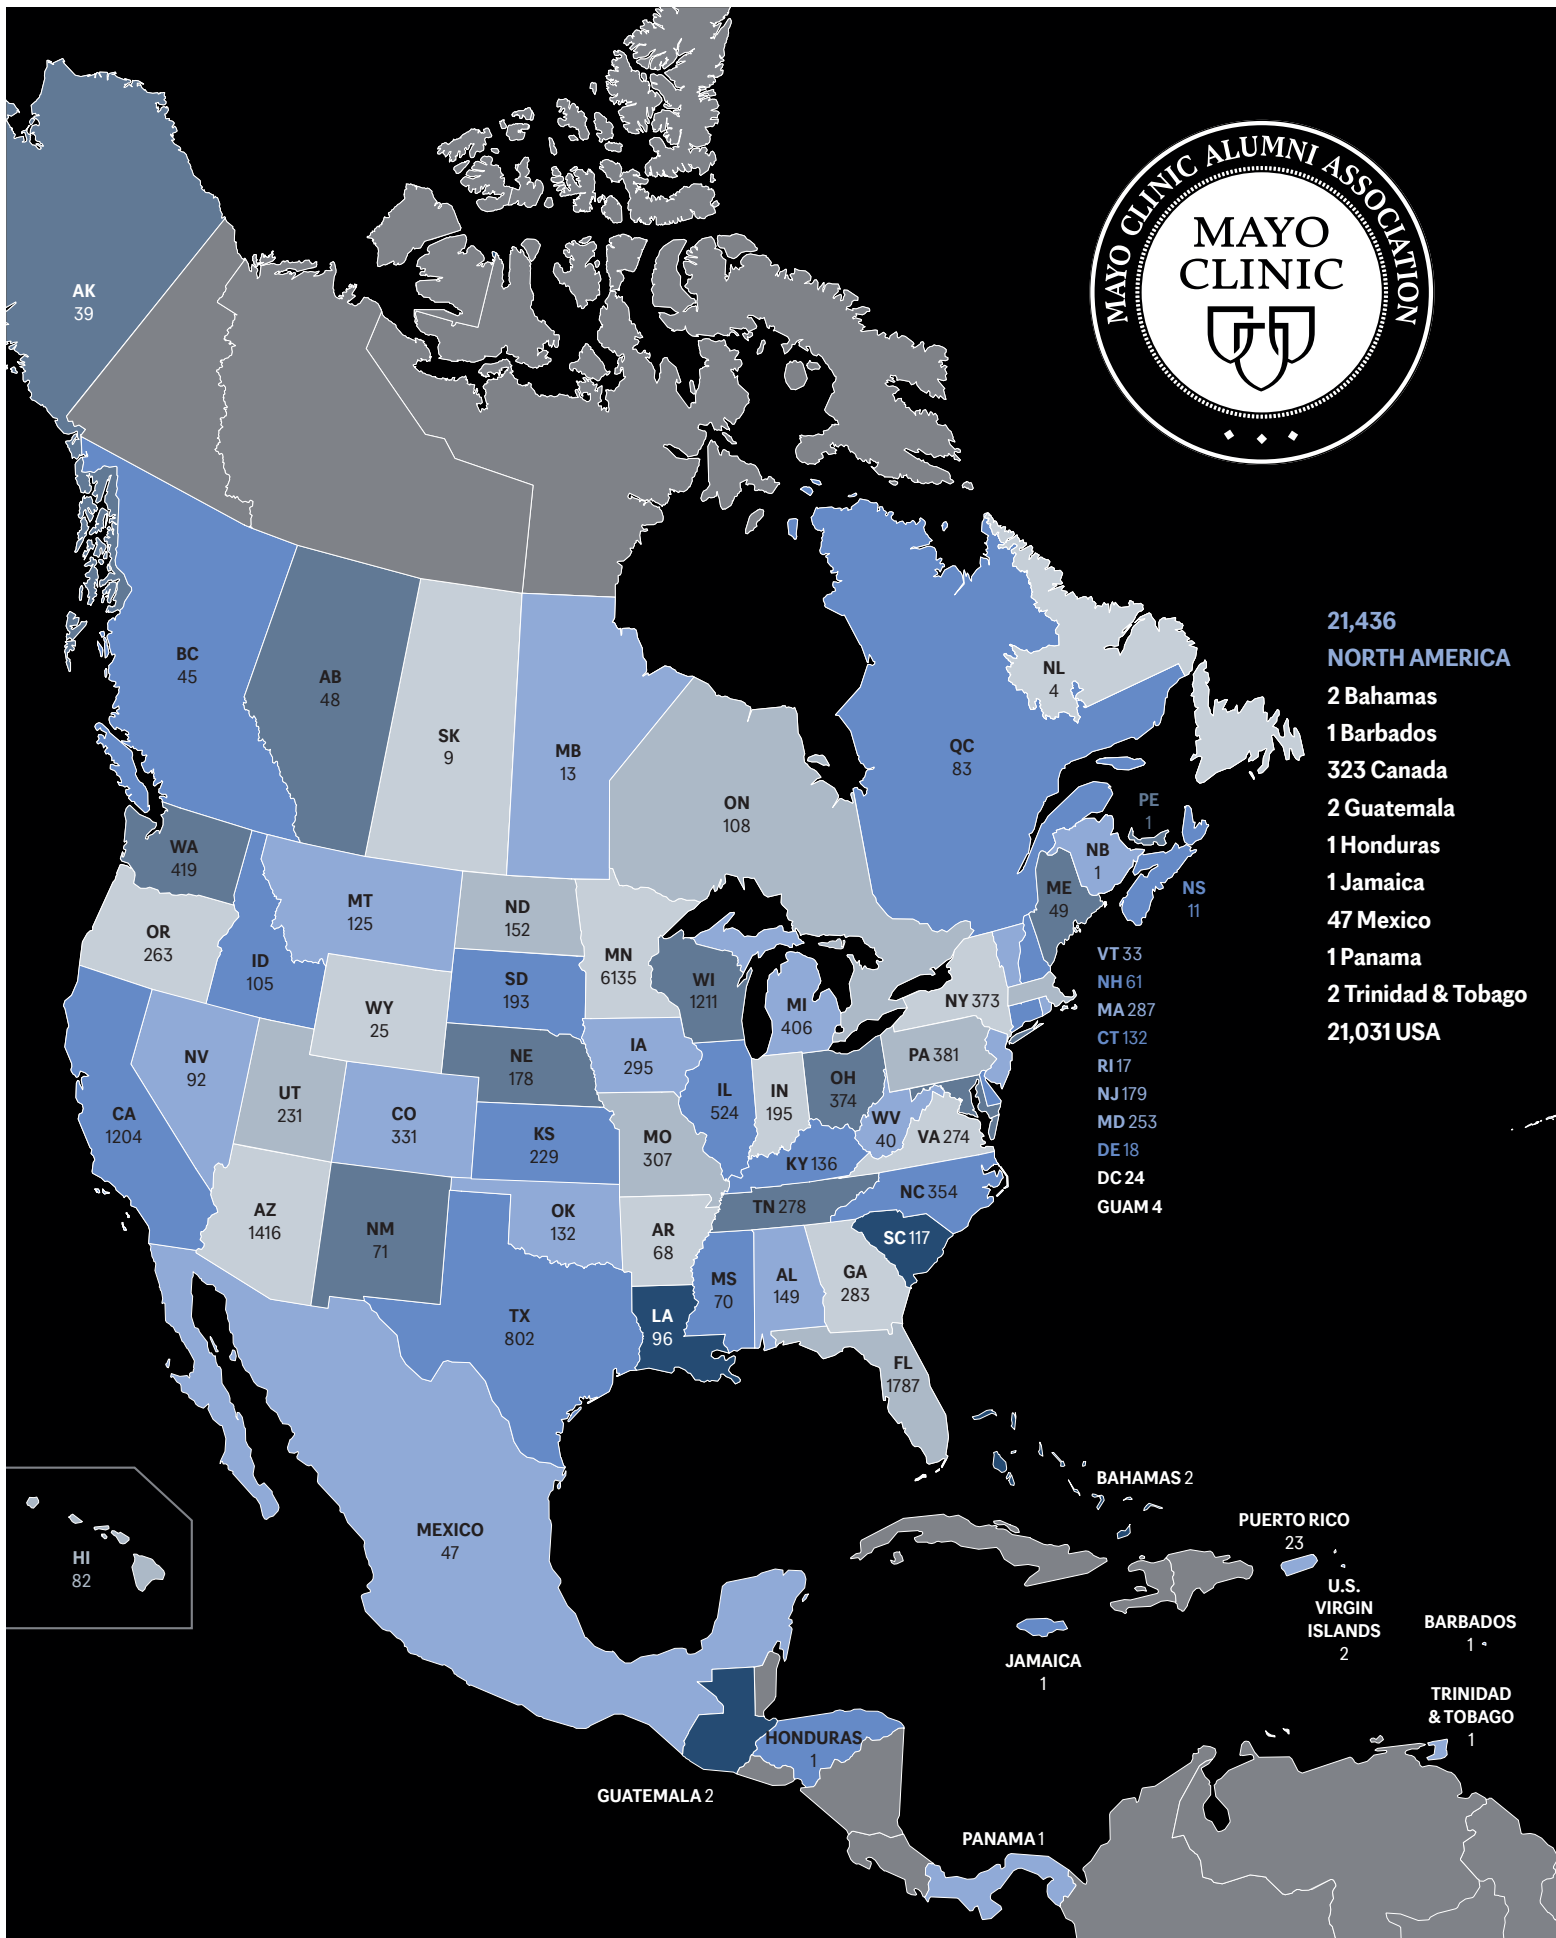 MAYO CLINIC ALUMNI ASSOCIATION
MAYO
CLINIC
AK
39
BC
45
AB
48
SK
9
MB
13
ON
108
QC
83
NL
4
PE
1
NB
1
NS
11
21,436
NORTH AMERICA
2 Bahamas
1 Barbados
323 Canada
2 Guatemala
1 Honduras
1 Jamaica
47 Mexico
1 Panama
2 Trinidad & Tobago
21,031 USA
WA
419
OR
263
ID
105
MT
125
ND
152
MN
6135
SD
193
WY
25
WI
1211
MI
406
NY 373
ME
49
VT 33
NH 61
MA 287
CT 132
RI 17
NJ 179
MD 253
DE 18
DC 24
GUAM 4
CA
1204
NV
92
UT
231
CO
331
NE
178
IA
295
IL
524
IN
195
OH
374
PA 381
WV
40
VA 274
KS
229
MO
307
KY 136
NC 354
TN 278
SC 117
AZ
1416
NM
71
OK
132
AR
68
TX
802
LA
96
MS
70
AL
149
GA
283
FL
1787
HI
82
MEXICO
47
BAHAMAS 2
PUERTO RICO
23
U.S.
VIRGIN
ISLANDS
2
BARBADOS
1
JAMAICA
1
TRINIDAD
& TOBAGO
1
HONDURAS
1
GUATEMALA 2
PANAMA 1